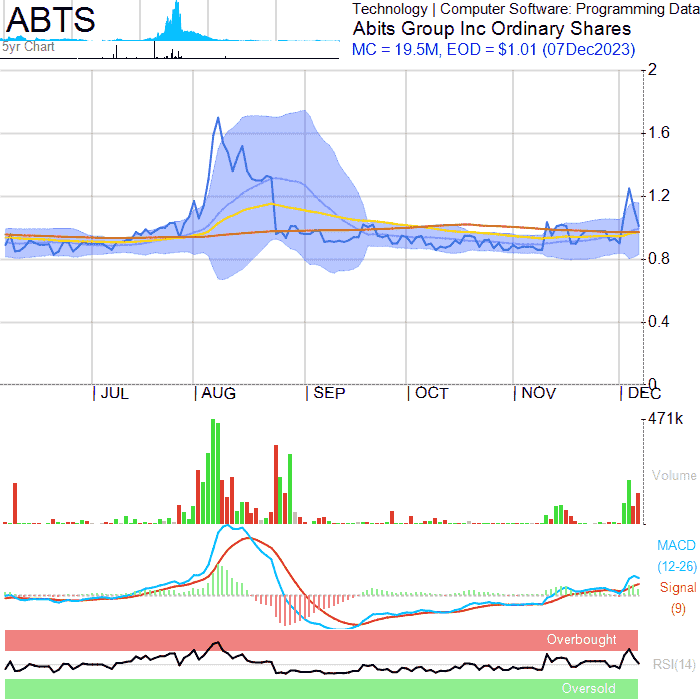 ABTS
5yr Chart
Technology | Computer Software: Programming Data
Abits Group Inc Ordinary Shares
MC = 19.5M, EOD = $1.01 (07Dec2023)
2
1.6
1.2
0.8
0.4
0
JUL
AUG
SEP
OCT
NOV
DEC
471k
Volume
MACD
(12-26)
Signal
(9)
Overbought
RSI(14)
Oversold